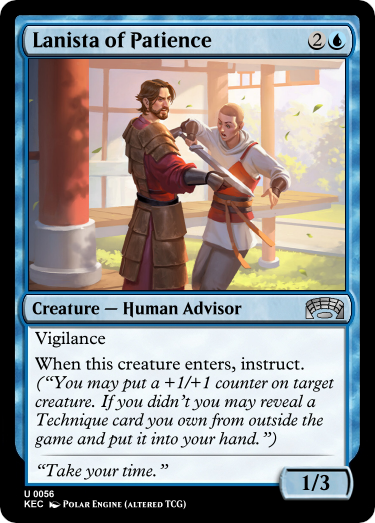 Lanista of Patience 2
Creature — Human Advisor
Vigilance
When this creature enters, instruct.
(“You may put a +1/+1 counter on target
creature. If you didn’t you may reveal a
Technique card you own from outside the
game and put it into your hand.”)
“Take your time.”
1/3
U 0056
KEC Polar Engine (altered TCG)